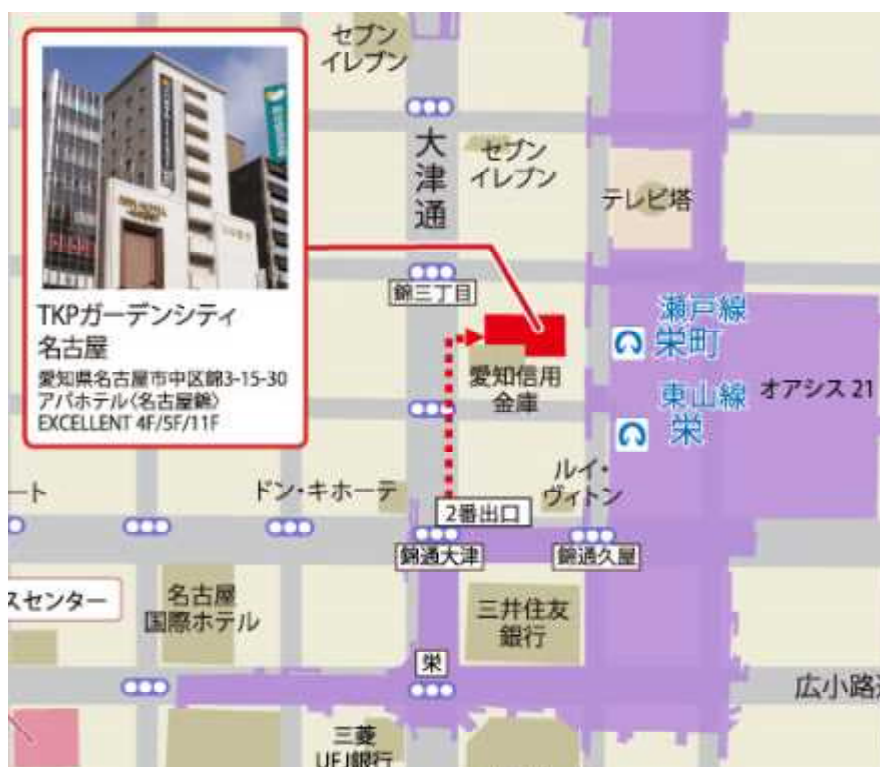 セブン
イレブン
大津通
セブン
イレブン
テレビ塔
錦三丁目
TKPガーデンシティ
名古屋
愛知県名古屋市中区錦3-15-30
アパホテル〈名古屋錦〉
EXCELLENT 4F/5F/11F
瀬戸線
栄町
愛知信用
金庫
東山線
栄
オアシス21
ルイ・
ヴィトン
ート
ドン・キホーテ
2番出口
錦通大津
錦通久屋
スセンター
名古屋
国際ホテル
三井住友
銀行
栄
広小路
三菱
UFJ銀行